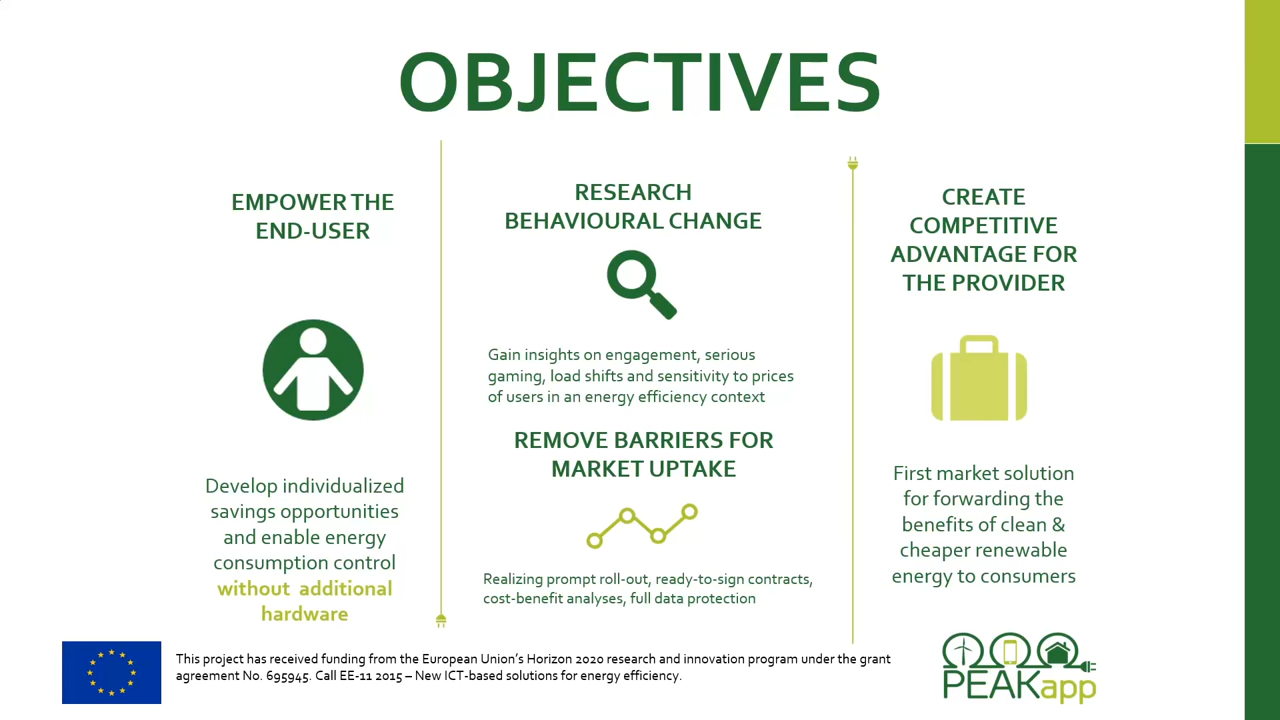 OBJECTIVES
EMPOWER THE
END-USER
Develop individualized
savings opportunities
and enable energy
consumption control
without additional
hardware
RESEARCH
BEHAVIOURAL CHANGE
Gain insights on engagement, serious
gaming, load shifts and sensitivity to prices
of users in an energy efficiency context
REMOVE BARRIERS FOR
MARKET UPTAKE
Realizing prompt roll-out, ready-to-sign contracts,
cost-benefit analyses, full data protection
CREATE
COMPETITIVE
ADVANTAGE FOR
THE PROVIDER
First market solution
for forwarding the
benefits of clean &
cheaper renewable
energy to consumers
This project has received funding from the European Union's Horizon 2020 research and innovation program under the grant
agreement No. 695945. Call EE-11 2015 – New ICT-based solutions for energy efficiency.
PEAKapp